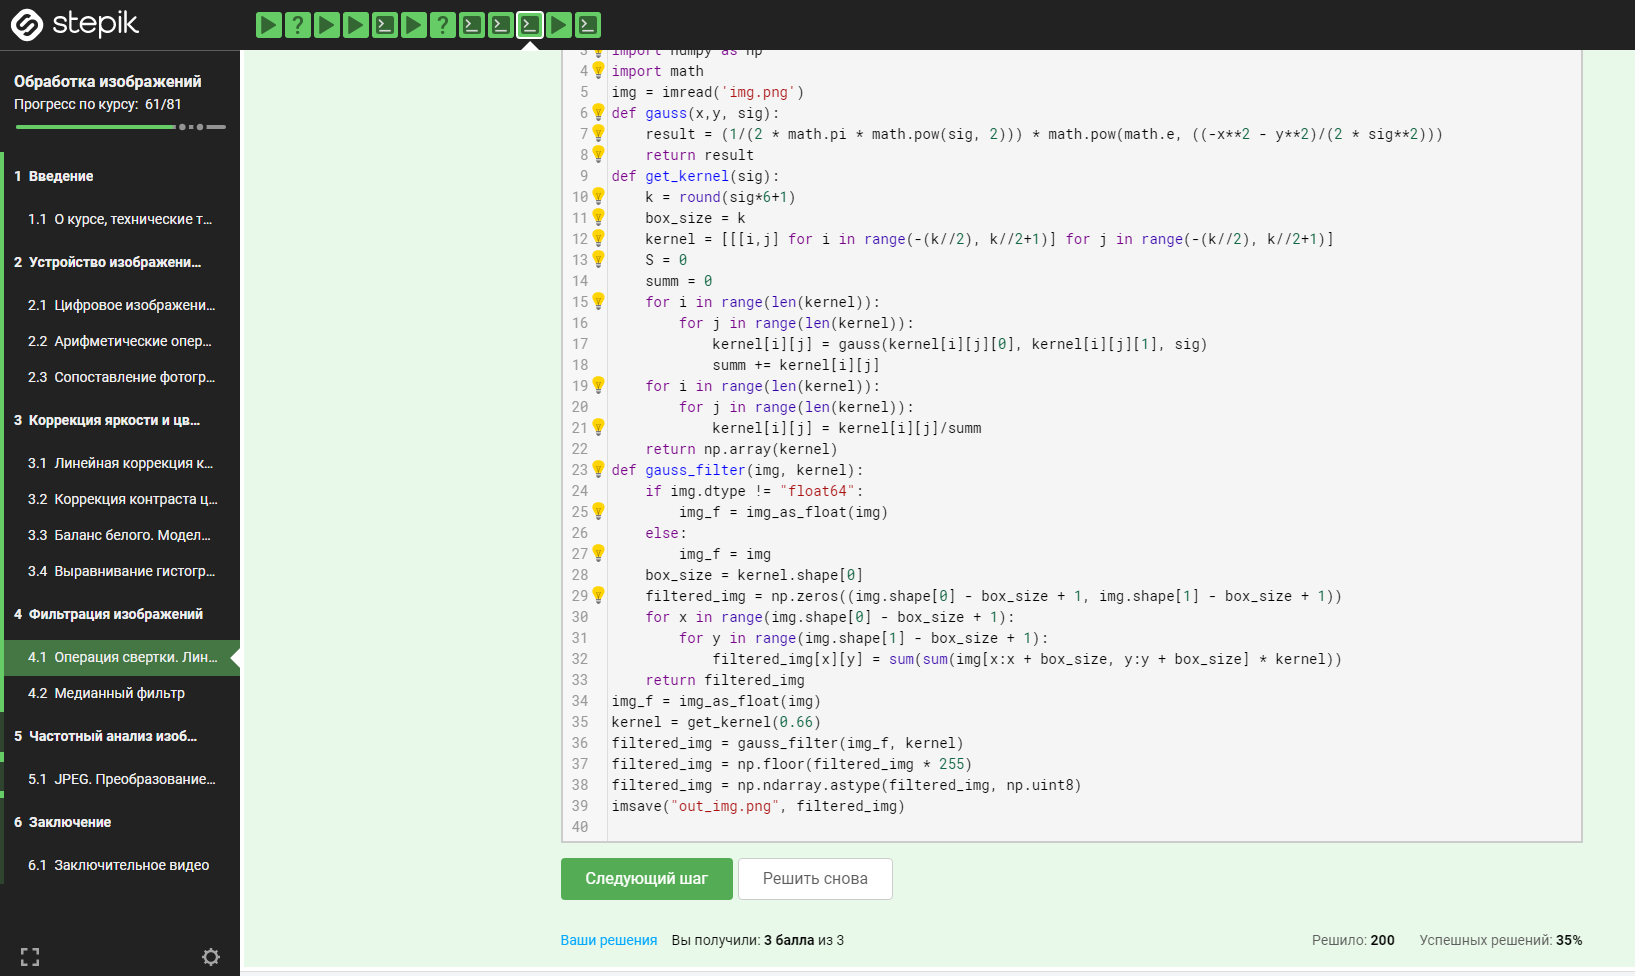 stepik
Обработка изображений
Прогресс по курсу: 61/81
1 Введение
1.1 О курсе, технические т...
2 Устройство изображени...
2.1 Цифровое изображени...
2.2 Арифметические опер...
2.3 Сопоставление фотогр...
3 Коррекция яркости и цв...
3.1 Линейная коррекция к...
3.2 Коррекция контраста ц...
3.3 Баланс белого. Модел...
3.4 Выравнивание гистогр...
4 Фильтрация изображений
4.1 Операция свертки. Лин...
4.2 Медианный фильтр
5 Частотный анализ изоб...
5.1 JPEG. Преобразование...
6 Заключение
6.1 Заключительное видео
3 import numpy as np
4 import math
5 img = imread('img.png')
6 def gauss(x,y, sig):
7 result = (1/(2 * math.pi * math.pow(sig, 2))) * math.pow(math.e, ((-x**2 - y**2)/(2 * sig**2)))
8 return result
9 def get_kernel(sig):
10 k = round(sig*6+1)
11 box_size = k
12 kernel = [[[i,j] for i in range(-(k//2), k//2+1)] for j in range(-(k//2), k//2+1)]
13 S = 0
14 summ = 0
15 for i in range(len(kernel)):
16 for j in range(len(kernel)):
17 kernel[i][j] = gauss(kernel[i][j][0], kernel[i][j][1], sig)
18 summ += kernel[i][j]
19 for i in range(len(kernel)):
20 for j in range(len(kernel)):
21 kernel[i][j] = kernel[i][j]/summ
22 return np.array(kernel)
23 def gauss_filter(img, kernel):
24 if img.dtype != "float64":
25 img_f = img_as_float(img)
26 else:
27 img_f = img
28 box_size = kernel.shape[0]
29 filtered_img = np.zeros((img.shape[0] - box_size + 1, img.shape[1] - box_size + 1))
30 for x in range(img.shape[0] - box_size + 1):
31 for y in range(img.shape[1] - box_size + 1):
32 filtered_img[x][y] = sum(sum(img[x:x + box_size, y:y + box_size] * kernel))
33 return filtered_img
34 img_f = img_as_float(img)
35 kernel = get_kernel(0.66)
36 filtered_img = gauss_filter(img_f, kernel)
37 filtered_img = np.floor(filtered_img * 255)
38 filtered_img = np.ndarray.astype(filtered_img, np.uint8)
39 imsave("out_img.png", filtered_img)
40
Следующий шаг
Решить снова
Ваши решения Вы получили: 3 балла из 3
Решило: 200 Успешных решений: 35%